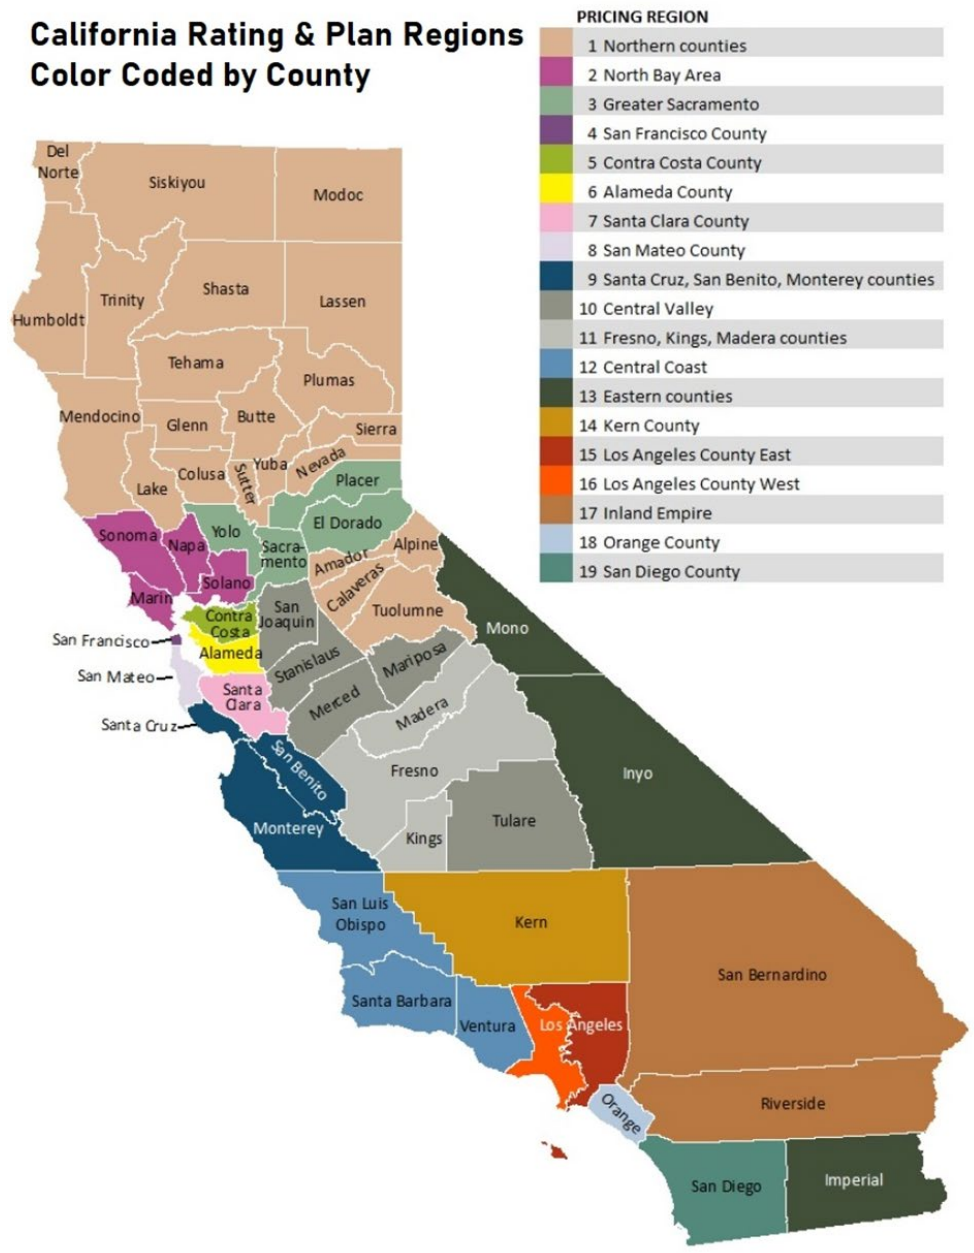 California Rating & Plan Regions
Color Coded by County
PRICING REGION
1 Northern counties
2 North Bay Area
3 Greater Sacramento
4 San Francisco County
5 Contra Costa County
6 Alameda County
7 Santa Clara County
8 San Mateo County
9 Santa Cruz, San Benito, Monterey counties
10 Central Valley
11 Fresno, Kings, Madera counties
12 Central Coast
13 Eastern counties
14 Kern County
15 Los Angeles County East
16 Los Angeles County West
17 Inland Empire
18 Orange County
19 San Diego County
Del
Norte
Siskiyou
Modoc
Humboldt
Trinity
Shasta
Lassen
Tehama
Plumas
Mendocino
Glenn
Butte
Sierra
Lake
Colusa
Sutter
Yuba
Nevada
Placer
Sonoma
Napa
Yolo
El Dorado
Sacra-
mento
Amador
Alpine
Solano
Marin
Calaveras
Tuolumne
Contra
Costa
San
Joaquin
Mono
San Francisco
Alameda
Stanislaus
Mariposa
San Mateo
Santa
Clara
Merced
Madera
Santa Cruz
San Benito
Fresno
Inyo
Monterey
Kings
Tulare
San Luis
Obispo
Kern
San Bernardino
Santa Barbara
Ventura
Los Angeles
Orange
Riverside
San Diego
Imperial